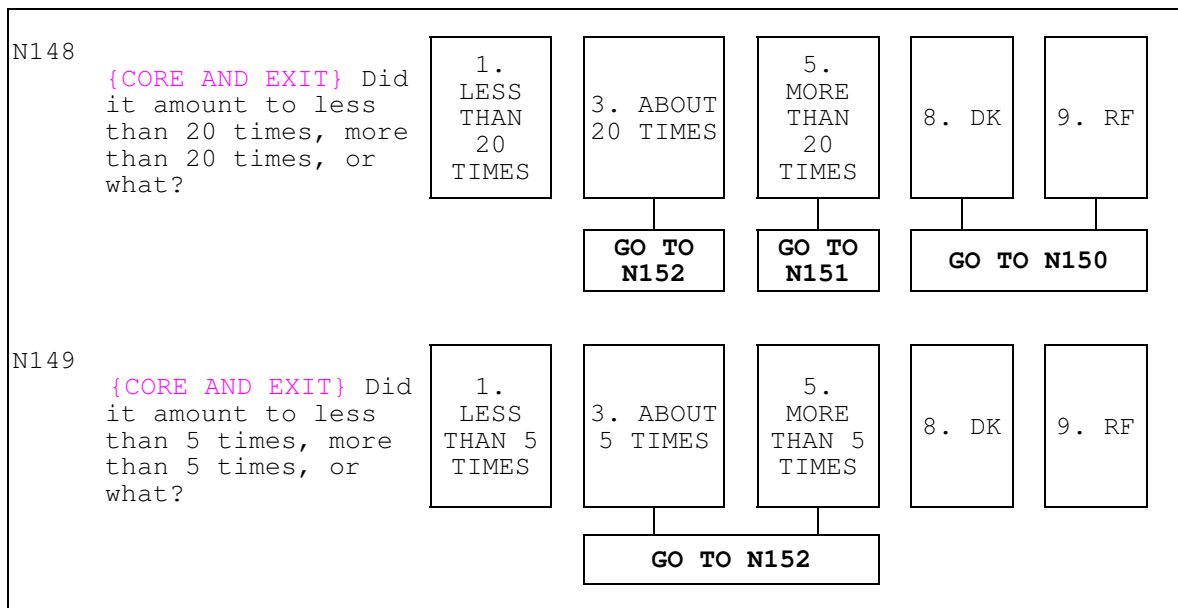 N148
{CORE AND EXIT} Did
it amount to less
than 20 times, more
than 20 times, or
what?
1.
LESS
THAN
20
TIMES
3. ABOUT
20 TIMES
5.
MORE
THAN
20
TIMES
8. DK
9. RF
GO TO
N152
GO TO
N151
GO TO N150
N149
{CORE AND EXIT} Did
it amount to less
than 5 times, more
than 5 times, or
what?
1.
LESS
THAN 5
TIMES
3. ABOUT
5 TIMES
5.
MORE
THAN 5
TIMES
8. DK
9. RF
GO TO N152